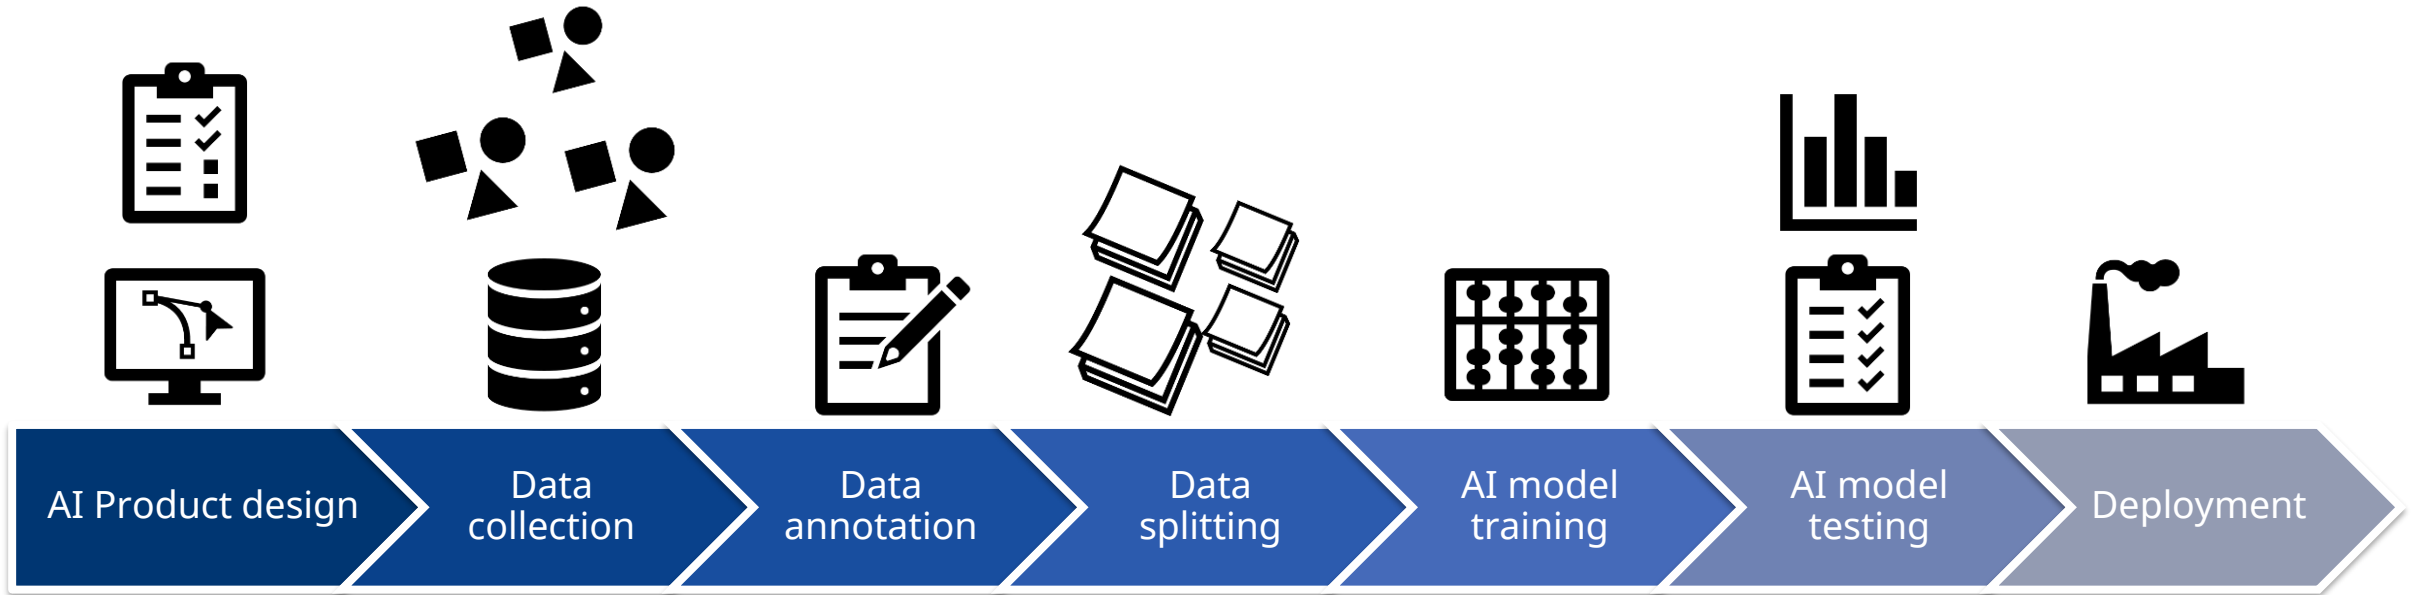 AI Product design
Data
collection
Data
annotation
Data
splitting
AI model
training
AI model
testing
Deployment